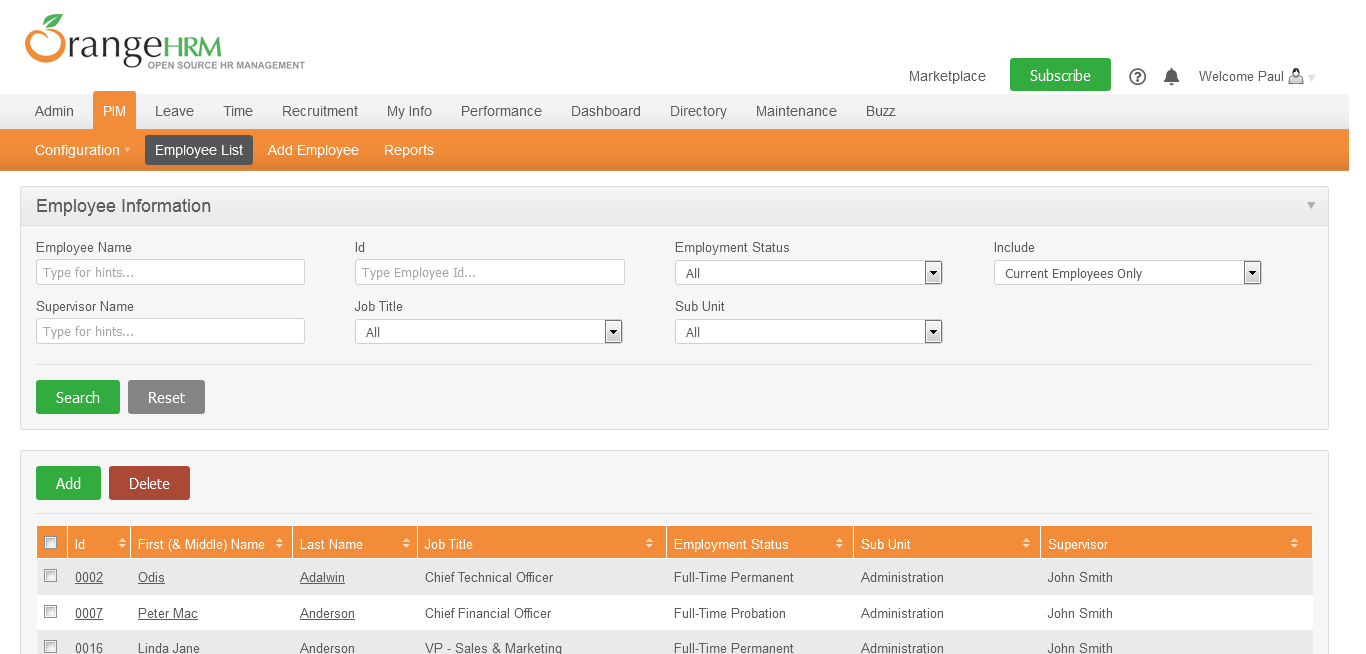 OrangeHRM
OPEN SOURCE HR MANAGEMENT
Marketplace Subscribe ? Welcome Paul
Admin PIM Leave Time Recruitment My Info Performance Dashboard Directory Maintenance Buzz
Configuration Employee List Add Employee Reports
Employee Information
Employee Name Id Employment Status Include
Type for hints... Type Employee Id... All Current Employees Only
Supervisor Name Job Title Sub Unit
Type for hints... All All
Search Reset
Add Delete
Id First (& Middle) Name Last Name Job Title Employment Status Sub Unit Supervisor
0002 Odis Adalwin Chief Technical Officer Full-Time Permanent Administration John Smith
0007 Peter Mac Anderson Chief Financial Officer Full-Time Probation Administration John Smith
0016 Linda Jane Anderson VP - Sales & Marketing Full-Time Permanent Administration John Smith